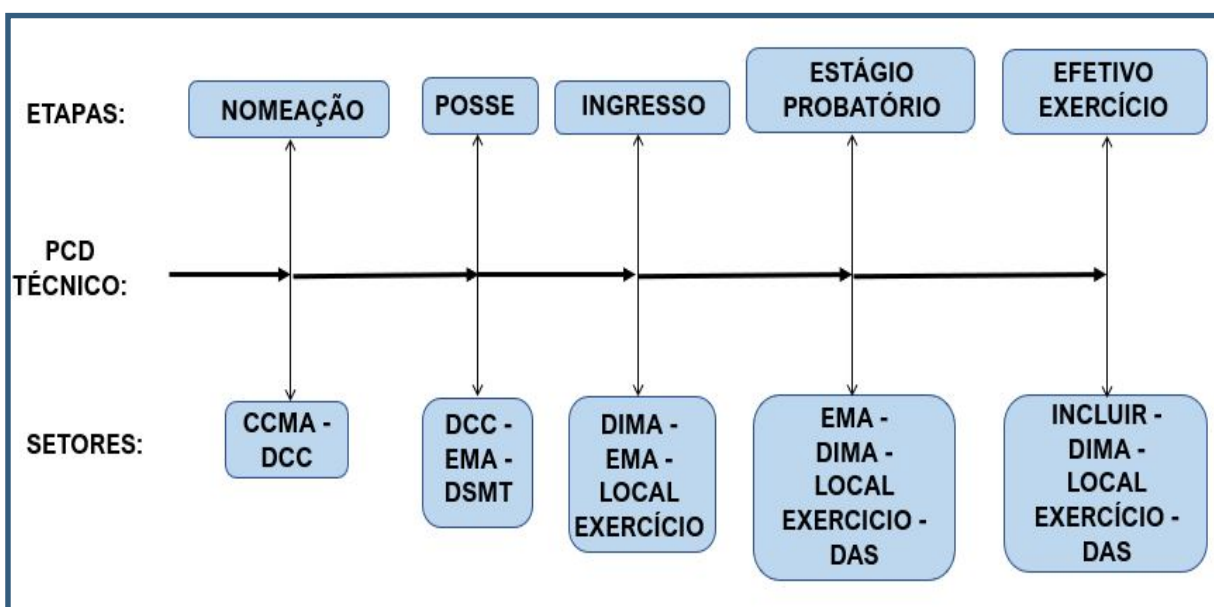 ETAPAS:
NOMEAÇÃO
POSSE
INGRESSO
ESTÁGIO
PROBATÓRIO
EFETIVO
EXERCÍCIO
PCD
TÉCNICO:
SETORES:
CCMA -
DCC
DCC -
EMA -
DSMT
DIMA -
EMA -
LOCAL
EXERCÍCIO
EMA -
DIMA -
LOCAL
EXERCICIO -
DAS
INCLUIR -
DIMA -
LOCAL
EXERCÍCIO -
DAS